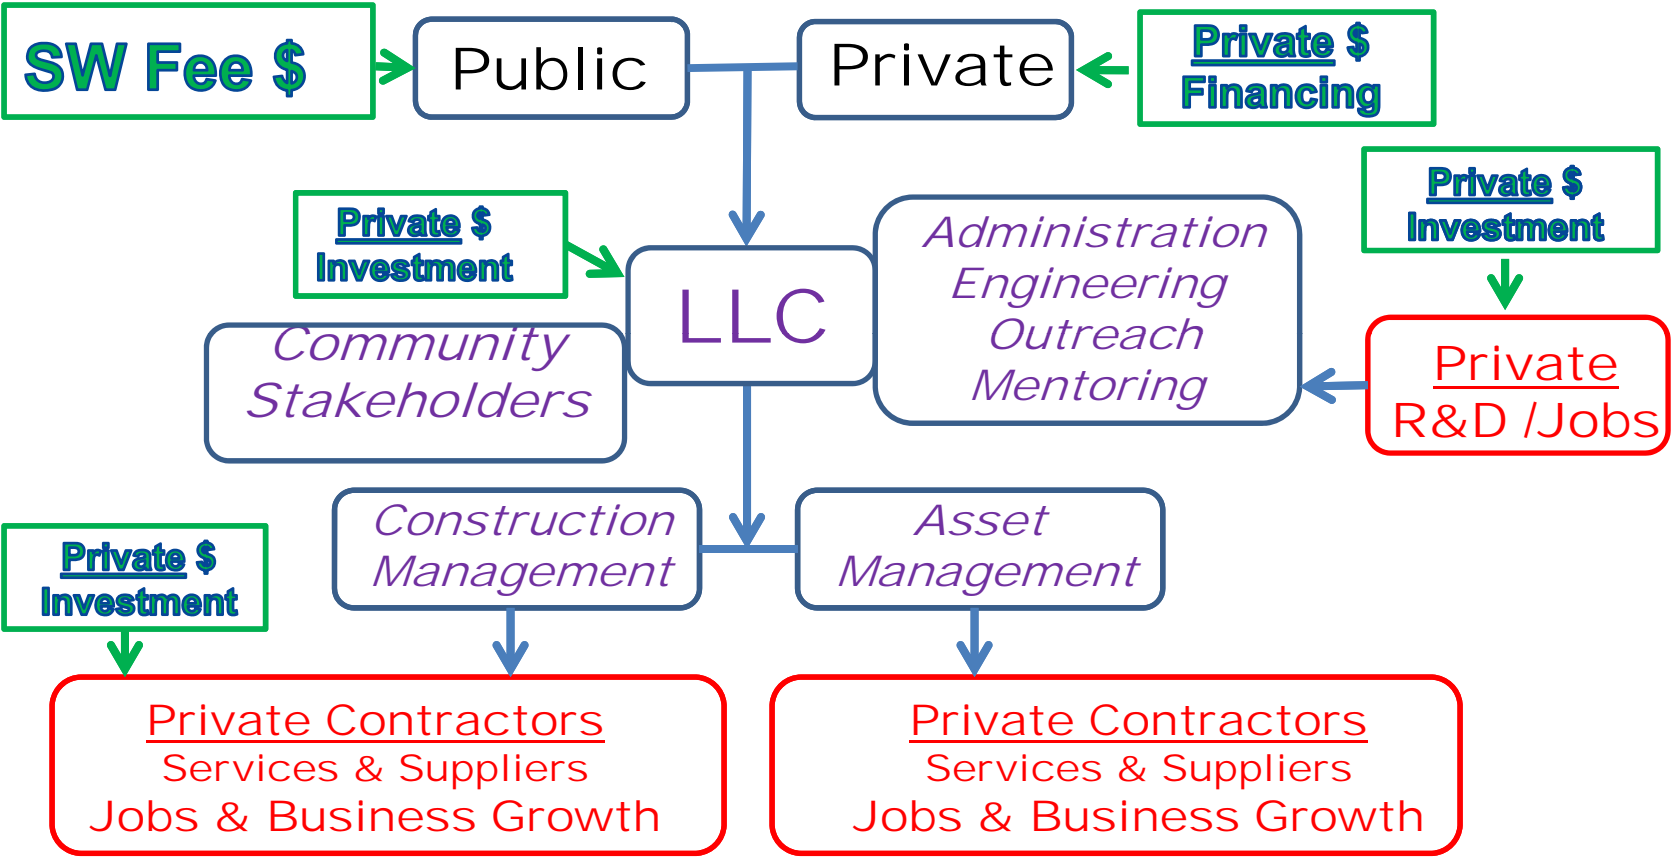 SW Fee $
Public
Private
Private $
Financing
Private $
Investment
Private $
Investment
LLC
Administration
Engineering
Outreach
Mentoring
Community
Stakeholders
Private
R&D /Jobs
Construction
Management
Asset
Management
Private $
Investment
Private Contractors
Services & Suppliers
Jobs & Business Growth
Private Contractors
Services & Suppliers
Jobs & Business Growth